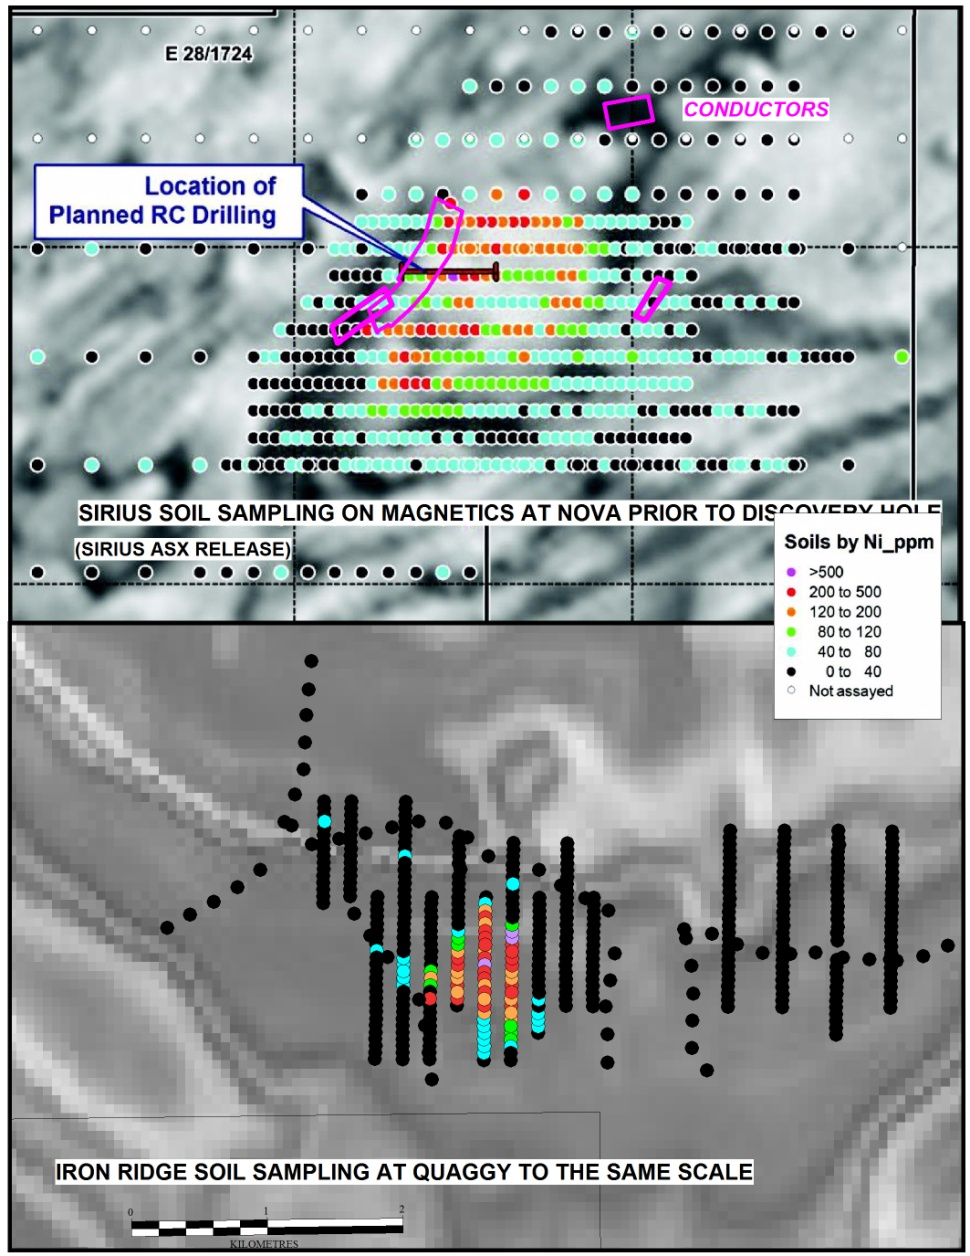 E 28/1724
CONDUCTORS
Location of
Planned RC Drilling
SIRIUS SOIL SAMPLING ON MAGNETICS AT NOVA PRIOR TO DISCOVERY HOLE
(SIRIUS ASX RELEASE)
Soils by Ni_ppm
>500
200 to 500
120 to 200
80 to 120
40 to 80
0 to 40
Not assayed
IRON RIDGE SOIL SAMPLING AT QUAGGY TO THE SAME SCALE
0 1 2
KILOMETRES